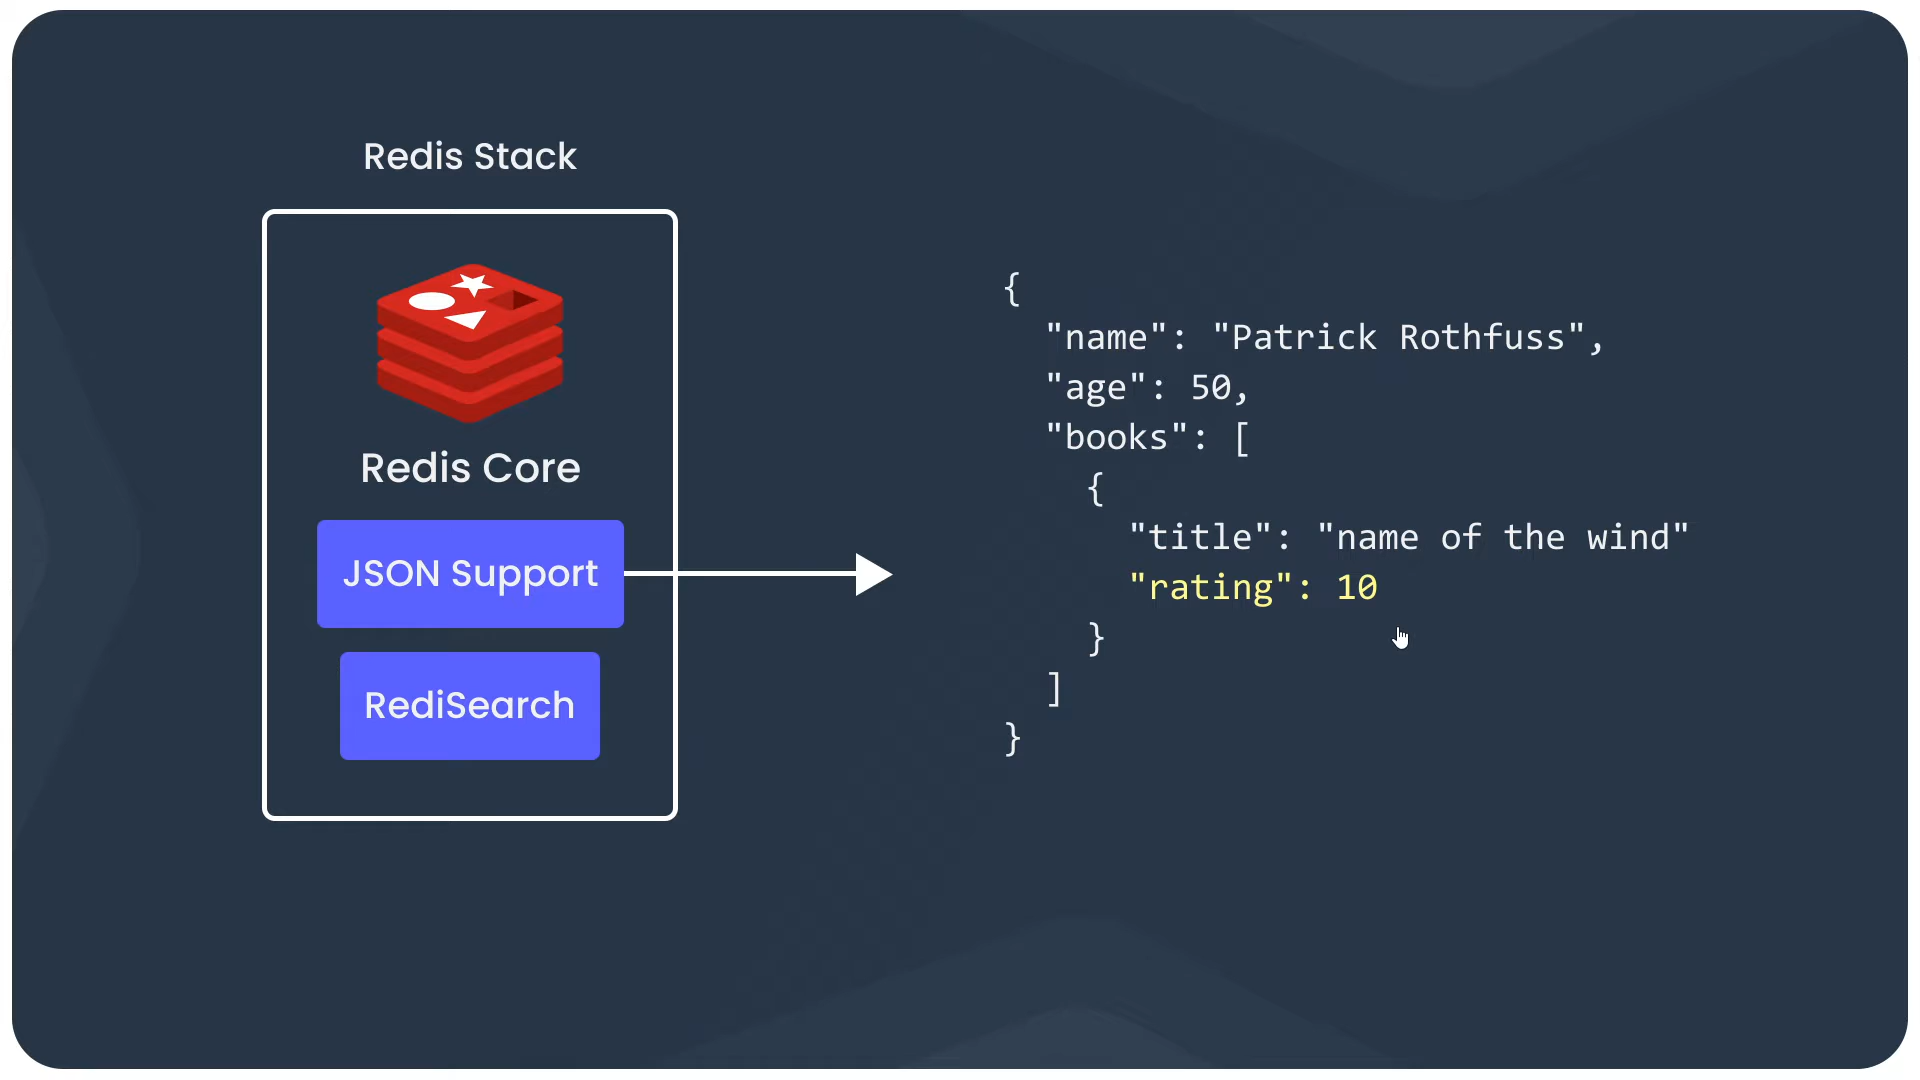 Redis Stack
Redis Core
JSON Support
RediSearch
{
"name": "Patrick Rothfuss",
"age": 50,
"books": [
{
"title": "name of the wind"
"rating": 10
}
]
}